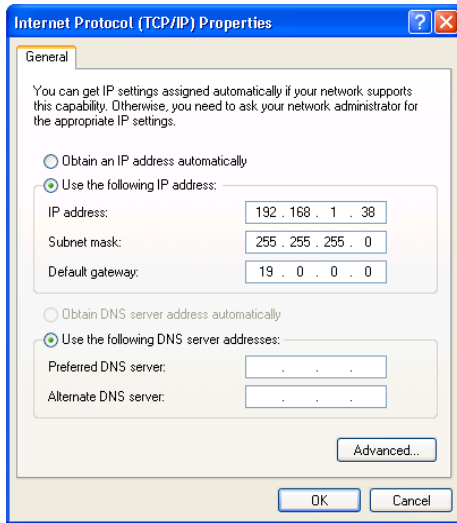 Internet Protocol (TCP/IP) Properties
General
You can get IP settings assigned automatically if your network supports
this capability. Otherwise, you need to ask your network administrator for
the appropriate IP settings.
Obtain an IP address automatically
Use the following IP address:
IP address: 192 . 168 . 1 . 38
Subnet mask: 255 . 255 . 255 . 0
Default gateway: 19 . 0 . 0 . 0
Obtain DNS server address automatically
Use the following DNS server addresses:
Preferred DNS server: . . .
Alternate DNS server: . . .
Advanced...
OK Cancel